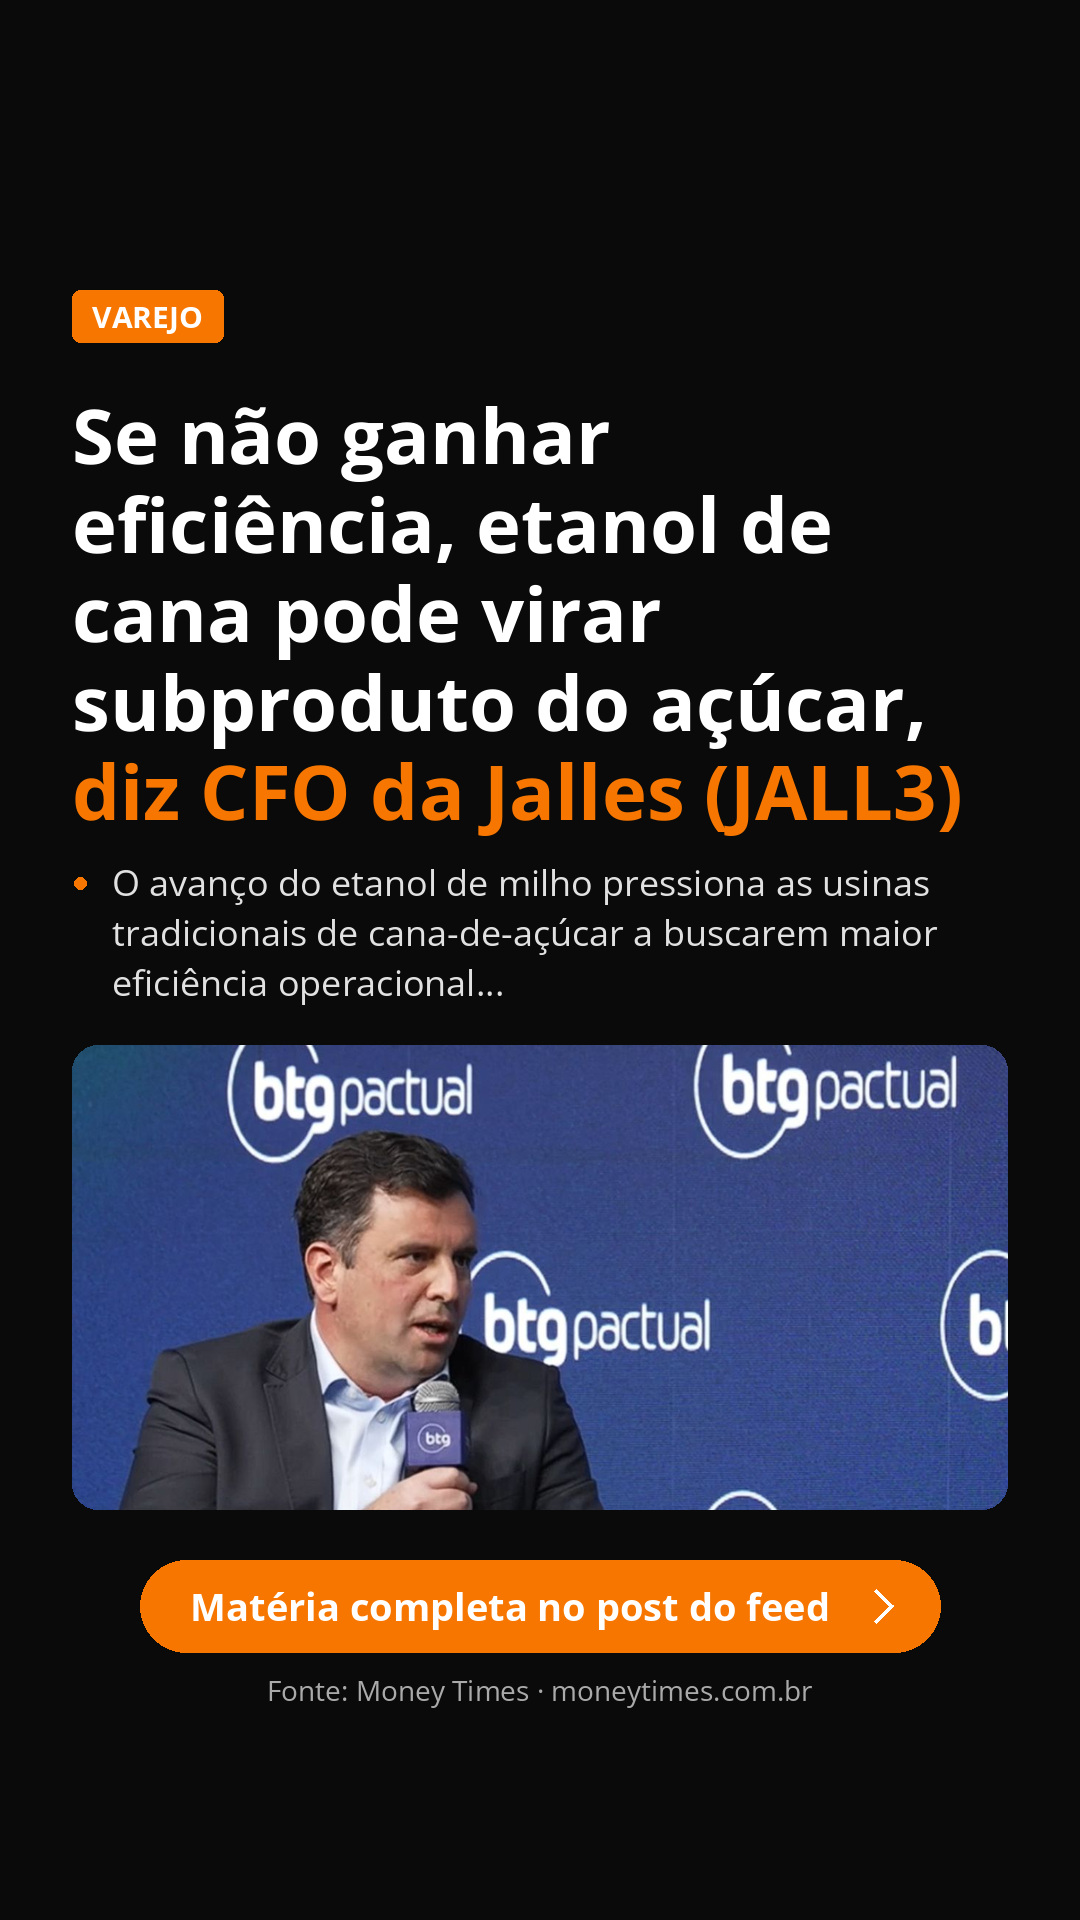 VAREJO
Se não ganhar
eficiência, etanol de
cana pode virar
subproduto do açúcar,
diz CFO da Jalles (JALL3)
O avanço do etanol de milho pressiona as usinas
tradicionais de cana-de-açúcar a buscarem maior
eficiência operacional...
btg pactual
btg pactual
btg pactual
b
btg
Matéria completa no post do feed
Fonte: Money Times · moneytimes.com.br